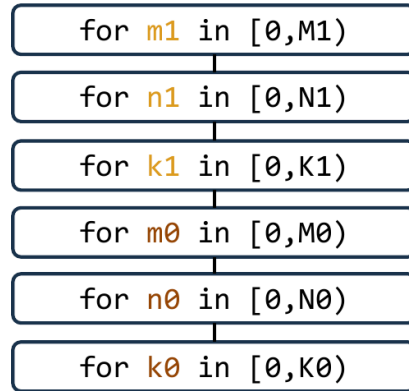 for m1 in [0,M1)
for n1 in [0,N1)
for k1 in [0,K1)
for m0 in [0,M0)
for n0 in [0,N0)
for k0 in [0,K0)